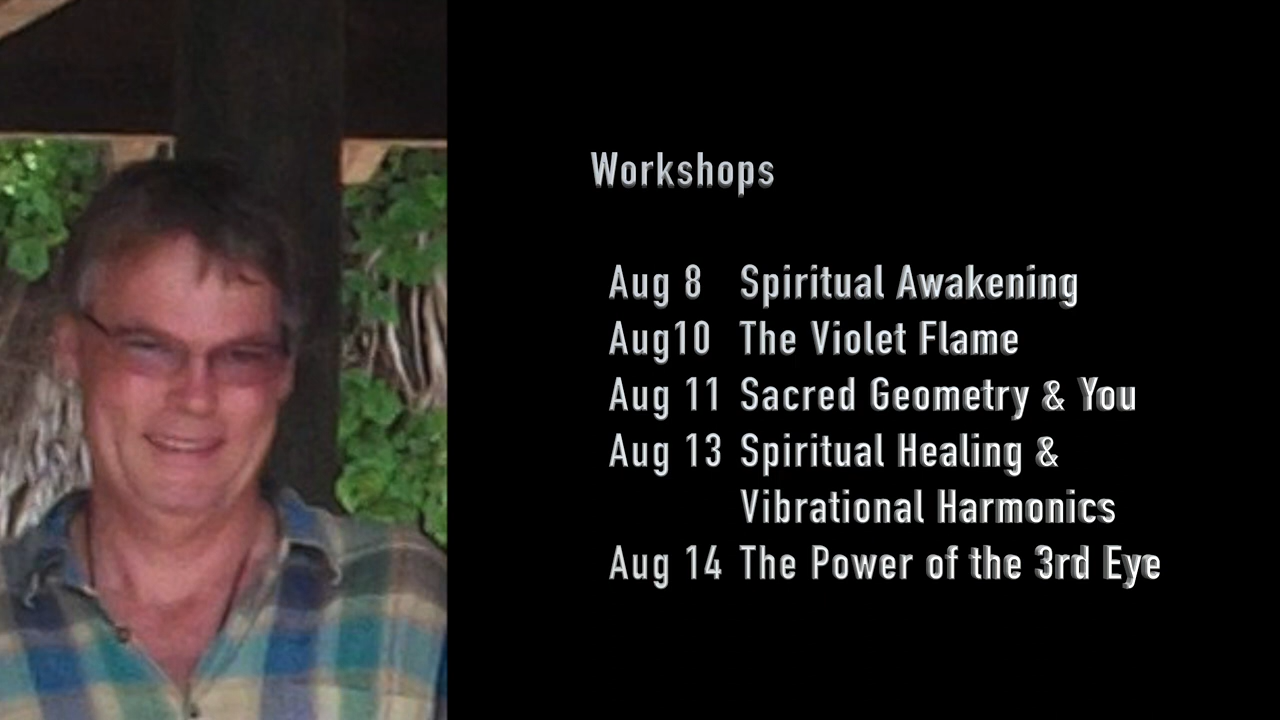 Workshops
Aug 8 Spiritual Awakening
Aug10 The Violet Flame
Aug 11 Sacred Geometry & You
Aug 13 Spiritual Healing &
Vibrational Harmonics
Aug 14 The Power of the 3rd Eye